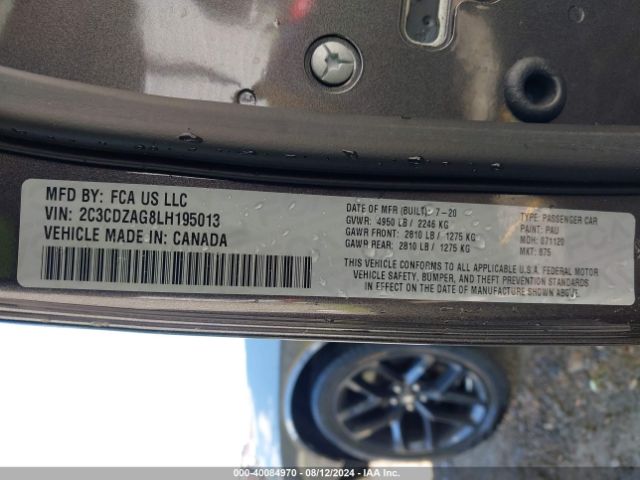 MFD BY: FCA US LLC
VIN: 2C3CDZAG8LH195013
VEHICLE MADE IN: CANADA
DATE OF MFR (BUILT): 7-20
GVWR: 4950 LB / 2246 KG
GAWR FRONT: 2810 LB / 1275 KG
GAWR REAR: 2810 LB / 1275 KG
TYPE: PASSENGER CAR
PAINT: PAU
MDH: 071120
MKT: 875
THIS VEHICLE CONFORMS TO ALL APPLICABLE U.S.A. FEDERAL MOTOR
VEHICLE SAFETY, BUMPER, AND THEFT PREVENTION STANDARDS
IN EFFECT ON THE DATE OF MANUFACTURE SHOWN ABOVE.
000-40084970 - 08/12/2024 - IAA Inc.